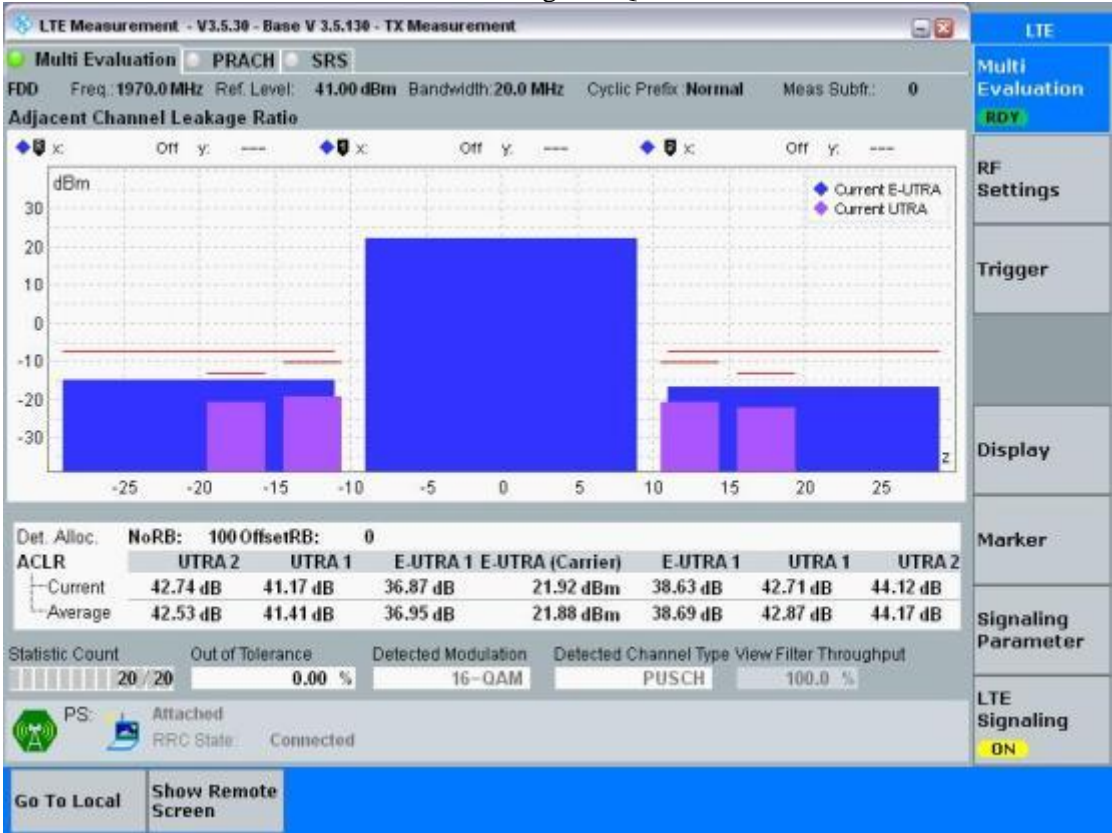 LTE Measurement - V3.5.30 - Base V 3.5.130 - TX Measurement
Multi Evaluation PRACH SRS
FDD Freq.: 1970.0 MHz Ref. Level: 41.00 dBm Bandwidth: 20.0 MHz Cyclic Prefix: Normal Meas Subfr.: 0
Adjacent Channel Leakage Ratio
x: Off y: --- x: Off y: --- x: Off y: ---
dBm
Current E-UTRA
Current UTRA
30
20
10
0
-10
-20
-30
z
-25 -20 -15 -10 -5 0 5 10 15 20 25
Det. Alloc. NoRB: 100 OffsetRB: 0
ACLR UTRA 2 UTRA 1 E-UTRA 1 E-UTRA (Carrier) E-UTRA 1 UTRA 1 UTRA 2
Current 42.74 dB 41.17 dB 36.87 dB 21.92 dBm 38.63 dB 42.71 dB 44.12 dB
Average 42.53 dB 41.41 dB 36.95 dB 21.88 dBm 38.69 dB 42.87 dB 44.17 dB
Statistic Count Out of Tolerance Detected Modulation Detected Channel Type View Filter Throughput
20 / 20 0.00 % 16-QAM PUSCH 100.0 %
PS: Attached
RRC State: Connected
Go To Local
Show Remote
Screen
LTE
Multi
Evaluation
RDY
RF
Settings
Trigger
Display
Marker
Signaling
Parameter
LTE
Signaling
ON